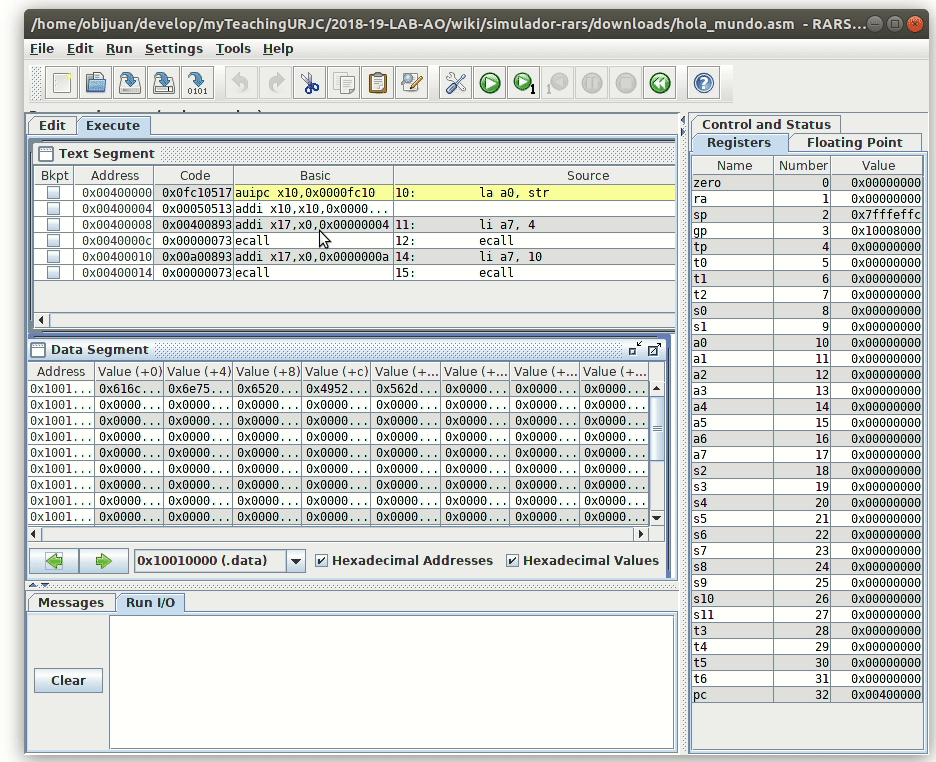 /home/obijuan/develop/myTeachingURJC/2018-19-LAB-AO/wiki/simulador-rars/downloads/hola_mundo.asm - RARS...
File Edit Run Settings Tools Help
0101
1
Edit Execute
Text Segment
Bkpt Address Code Basic Source
0x00400000 0x0fc10517 auipc x10,0x0000fc10 10: la a0, str
0x00400004 0x00050513 addi x10,x10,0x0000...
0x00400008 0x00400893 addi x17,x0,0x00000004 11: li a7, 4
0x0040000c 0x00000073 ecall 12: ecall
0x00400010 0x00a00893 addi x17,x0,0x0000000a 14: li a7, 10
0x00400014 0x00000073 ecall 15: ecall
Data Segment
Address Value (+0) Value (+4) Value (+8) Value (+c) Value (+... Value (+... Value (+... Value (+...
0x1001... 0x616c... 0x6e75... 0x6520... 0x4952... 0x562d... 0x0000... 0x0000... 0x0000...
0x1001... 0x0000... 0x0000... 0x0000... 0x0000... 0x0000... 0x0000... 0x0000... 0x0000...
0x1001... 0x0000... 0x0000... 0x0000... 0x0000... 0x0000... 0x0000... 0x0000... 0x0000...
0x1001... 0x0000... 0x0000... 0x0000... 0x0000... 0x0000... 0x0000... 0x0000... 0x0000...
0x1001... 0x0000... 0x0000... 0x0000... 0x0000... 0x0000... 0x0000... 0x0000... 0x0000...
0x1001... 0x0000... 0x0000... 0x0000... 0x0000... 0x0000... 0x0000... 0x0000... 0x0000...
0x1001... 0x0000... 0x0000... 0x0000... 0x0000... 0x0000... 0x0000... 0x0000... 0x0000...
0x1001... 0x0000... 0x0000... 0x0000... 0x0000... 0x0000... 0x0000... 0x0000... 0x0000...
0x1001... 0x0000... 0x0000... 0x0000... 0x0000... 0x0000... 0x0000... 0x0000... 0x0000...
0x10010000 (.data) Hexadecimal Addresses Hexadecimal Values
Messages Run I/O
Clear
Control and Status
Registers Floating Point
Name Number Value
zero 0 0x00000000
ra 1 0x00000000
sp 2 0x7fffeffc
gp 3 0x10008000
tp 4 0x00000000
t0 5 0x00000000
t1 6 0x00000000
t2 7 0x00000000
s0 8 0x00000000
s1 9 0x00000000
a0 10 0x00000000
a1 11 0x00000000
a2 12 0x00000000
a3 13 0x00000000
a4 14 0x00000000
a5 15 0x00000000
a6 16 0x00000000
a7 17 0x00000000
s2 18 0x00000000
s3 19 0x00000000
s4 20 0x00000000
s5 21 0x00000000
s6 22 0x00000000
s7 23 0x00000000
s8 24 0x00000000
s9 25 0x00000000
s10 26 0x00000000
s11 27 0x00000000
t3 28 0x00000000
t4 29 0x00000000
t5 30 0x00000000
t6 31 0x00000000
pc 32 0x00400000